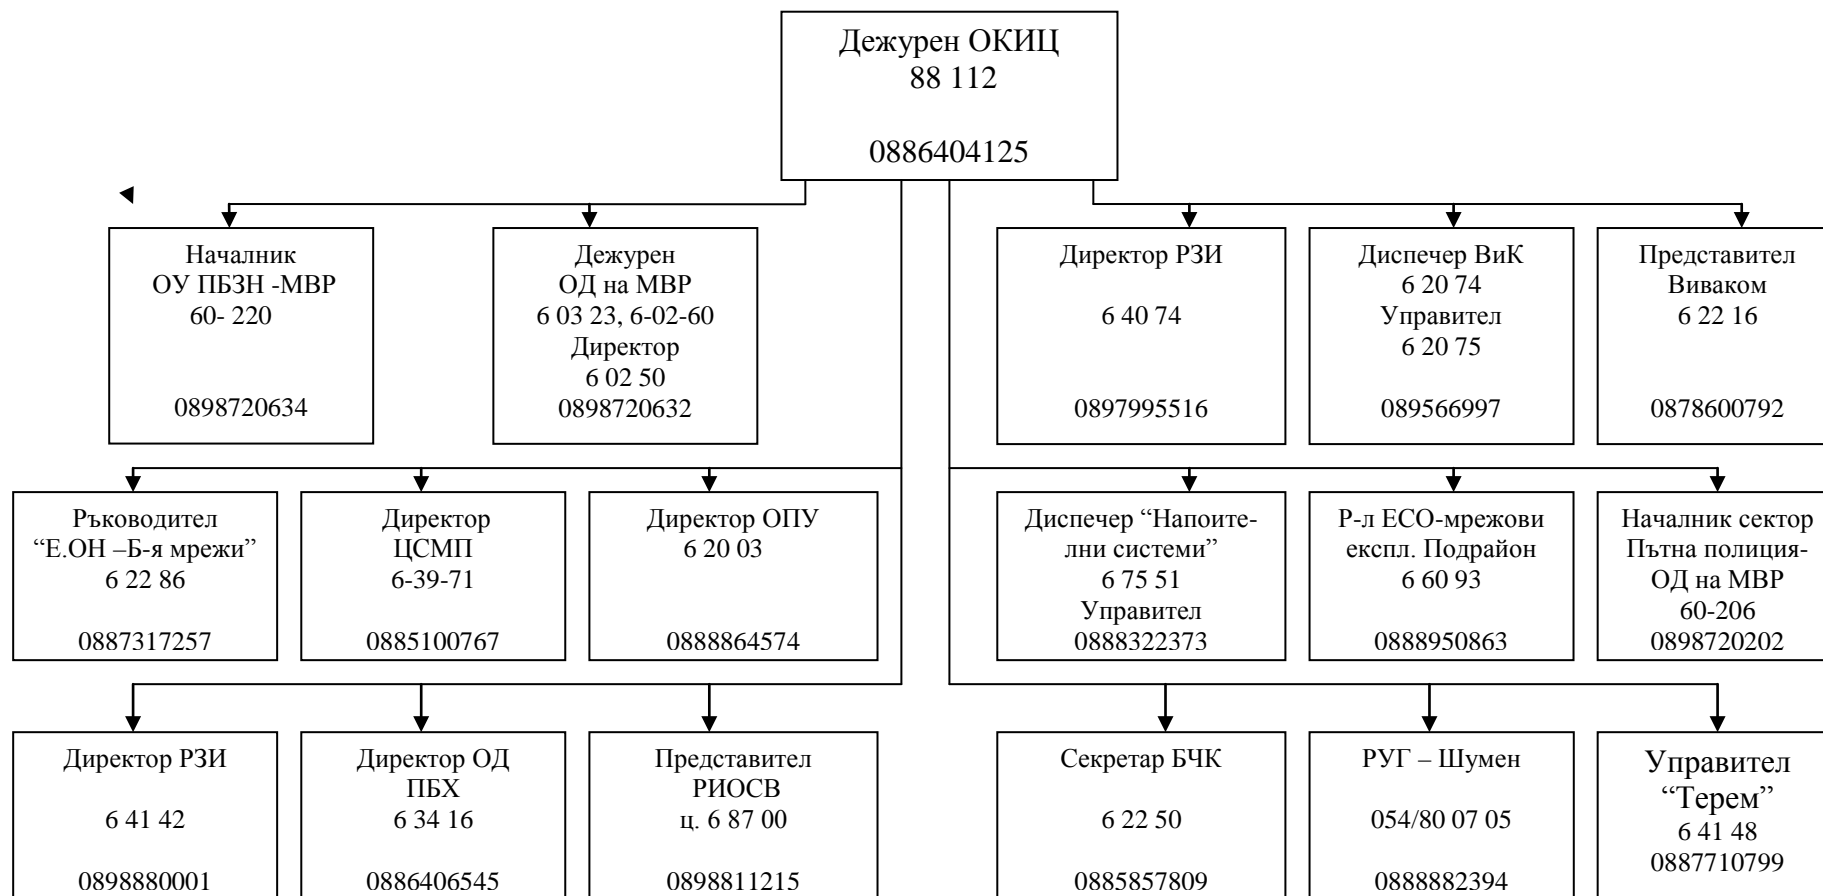 Дежурен ОКИЦ
88 112
0886404125
Началник
ОУ ПБЗН -МВР
60- 220
0898720634
Дежурен
ОД на МВР
6 03 23, 6-02-60
Директор
6 02 50
0898720632
Директор РЗИ
6 40 74
0897995516
Диспечер ВиК
6 20 74
Управител
6 20 75
089566997
Представител
Виваком
6 22 16
0878600792
Ръководител
“Е.ОН –Б-я мрежи”
6 22 86
0887317257
Директор
ЦСМП
6-39-71
0885100767
Директор ОПУ
6 20 03
0888864574
Диспечер “Напоите-
лни системи”
6 75 51
Управител
0888322373
Р-л ЕСО-мрежови
експл. Подрайон
6 60 93
0888950863
Началник сектор
Пътна полиция-
ОД на МВР
60-206
0898720202
Директор РЗИ
6 41 42
0898880001
Директор ОД
ПБХ
6 34 16
0886406545
Представител
РИОСВ
ц. 6 87 00
0898811215
Секретар БЧК
6 22 50
0885857809
РУГ – Шумен
054/80 07 05
0888882394
Управител
“Терем”
6 41 48
0887710799